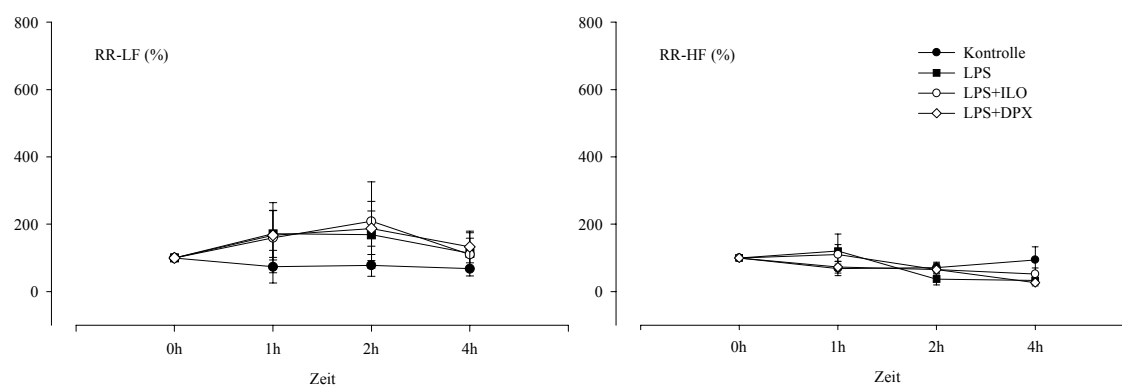 800
600
400
200
0
RR-LF (%)
0h 1h 2h 4h
Zeit
800
600
400
200
0
RR-HF (%)
Kontrolle
LPS
LPS+ILO
LPS+DPX
0h 1h 2h 4h
Zeit